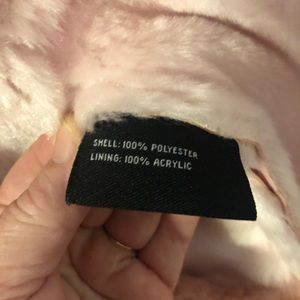 SHELL: 100% POLYESTER
LINING: 100% ACRYLIC